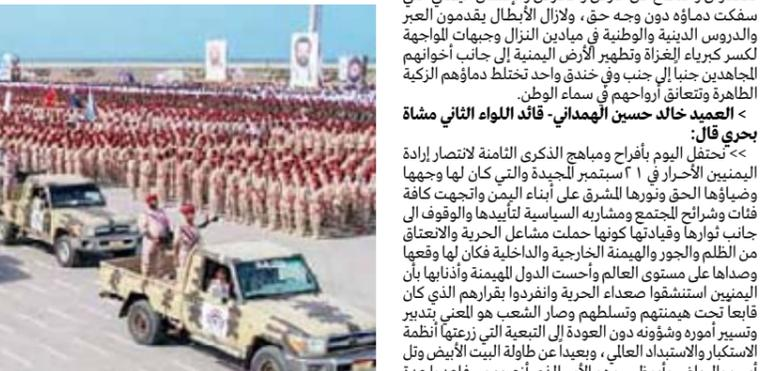 سفكت دماؤه دون وجه حق، ولازال الأبطال يقدمون العبر
والدروس الدينية والوطنية في ميادين النزال وجبهات المواجهة
لكسر كبرياء الغزاة وتطهير الأرض اليمنية إلى جانب أخوانهم
المجاهدين جنباً إلى جنب وفي خندق واحد تختلط دماؤهم الزكية
الطاهرة وتتعانق أرواحهم في سماء الوطن.
> العميد خالد حسين الهمداني- قائد اللواء الثاني مشاة
بحري قال:
>> نحتفل اليوم بأفراح ومباهج الذكرى الثامنة لانتصار إرادة
اليمنيين الأحرار في ٢١ سبتمبر المجيدة والتي كان لها وجهها
وضياؤها الحق ونورها المشرق على أبناء اليمن واتجهت كافة
فئات وشرائح المجتمع ومشاربه السياسية لتأييدها والوقوف الى
جانب ثوارها وقيادتها كونها حملت مشاعل الحرية والانعتاق
من الظلم والجور والهيمنة الخارجية والداخلية فكان لها وقعها
وصداها على مستوى العالم وأحست الدول المهيمنة وأذنابها بأن
اليمنيين استنشقوا صعداء الحرية وانفردوا بقرارهم الذي كان
قابعا تحت هيمنتهم وتسلطهم وصار الشعب هو المعني بتدبير
وتسيير أموره وشؤونه دون العودة إلى التبعية التي زرعتها أنظمة
الاستكبار والاستبداد العالمي، وبعيداً عن طاولة البيت الأبيض وتل